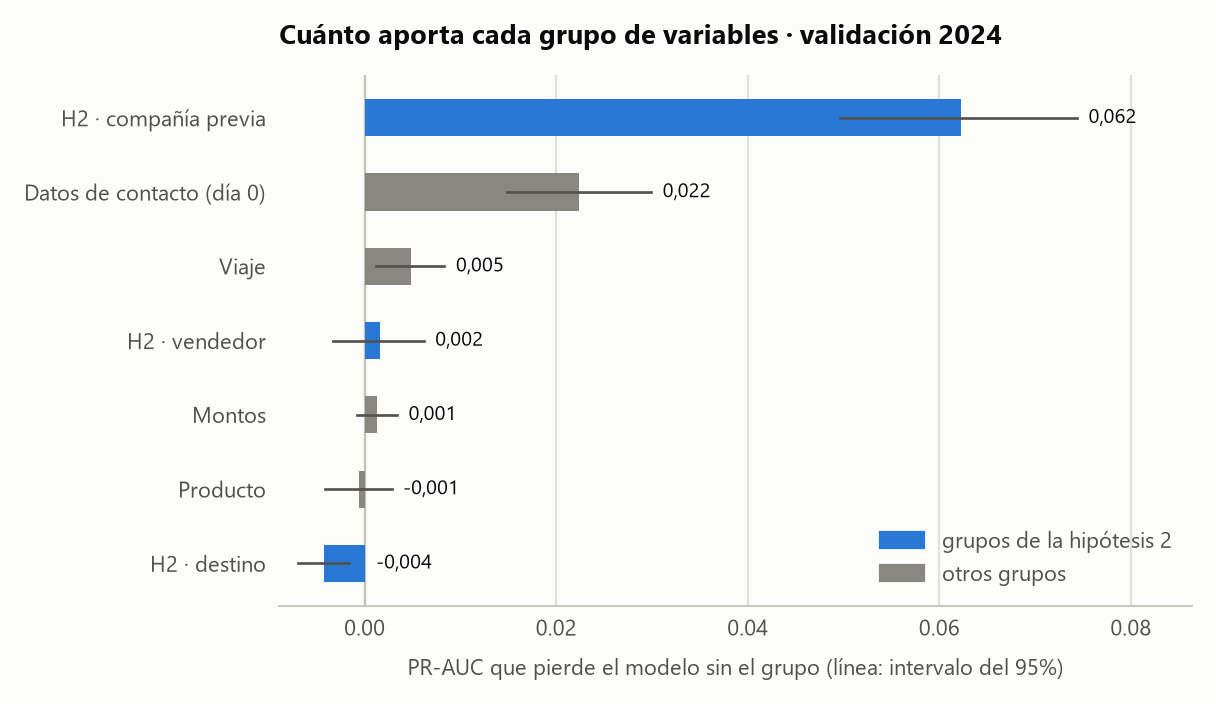 Cuánto aporta cada grupo de variables · validación 2024
H2 · compañía previa
0,062
Datos de contacto (día 0)
0,022
Viaje
0,005
H2 · vendedor
0,002
Montos
0,001
Producto
-0,001
H2 · destino
-0,004
grupos de la hipótesis 2
otros grupos
0.00 0.02 0.04 0.06 0.08
PR-AUC que pierde el modelo sin el grupo (línea: intervalo del 95%)